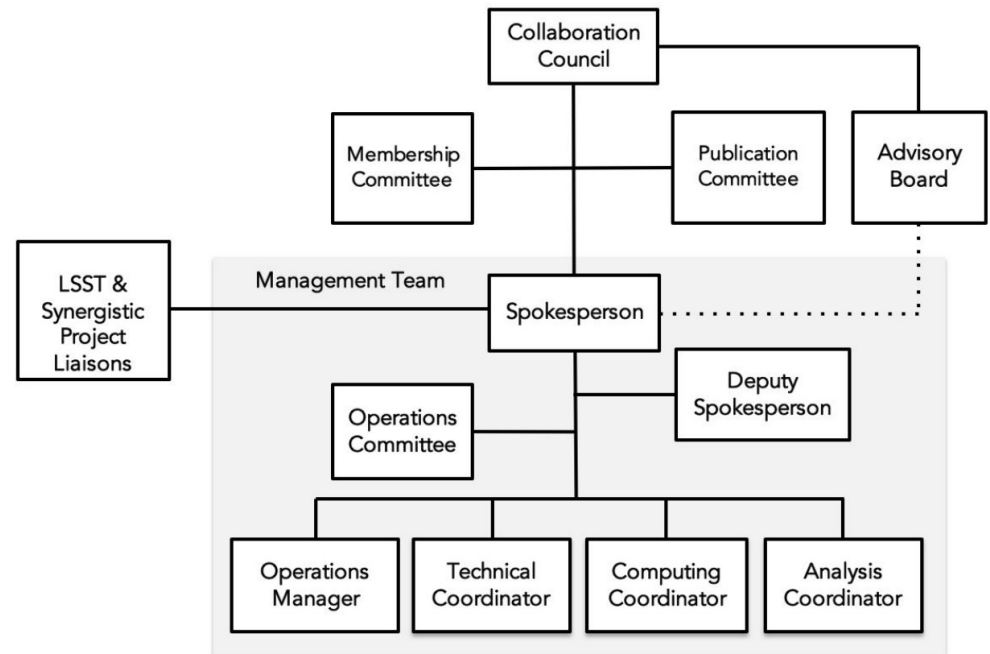 Collaboration
Council
Membership
Committee
Publication
Committee
Advisory
Board
LSST &
Synergistic
Project
Liaisons
Management Team
Spokesperson
Deputy
Spokesperson
Operations
Committee
Operations
Manager
Technical
Coordinator
Computing
Coordinator
Analysis
Coordinator